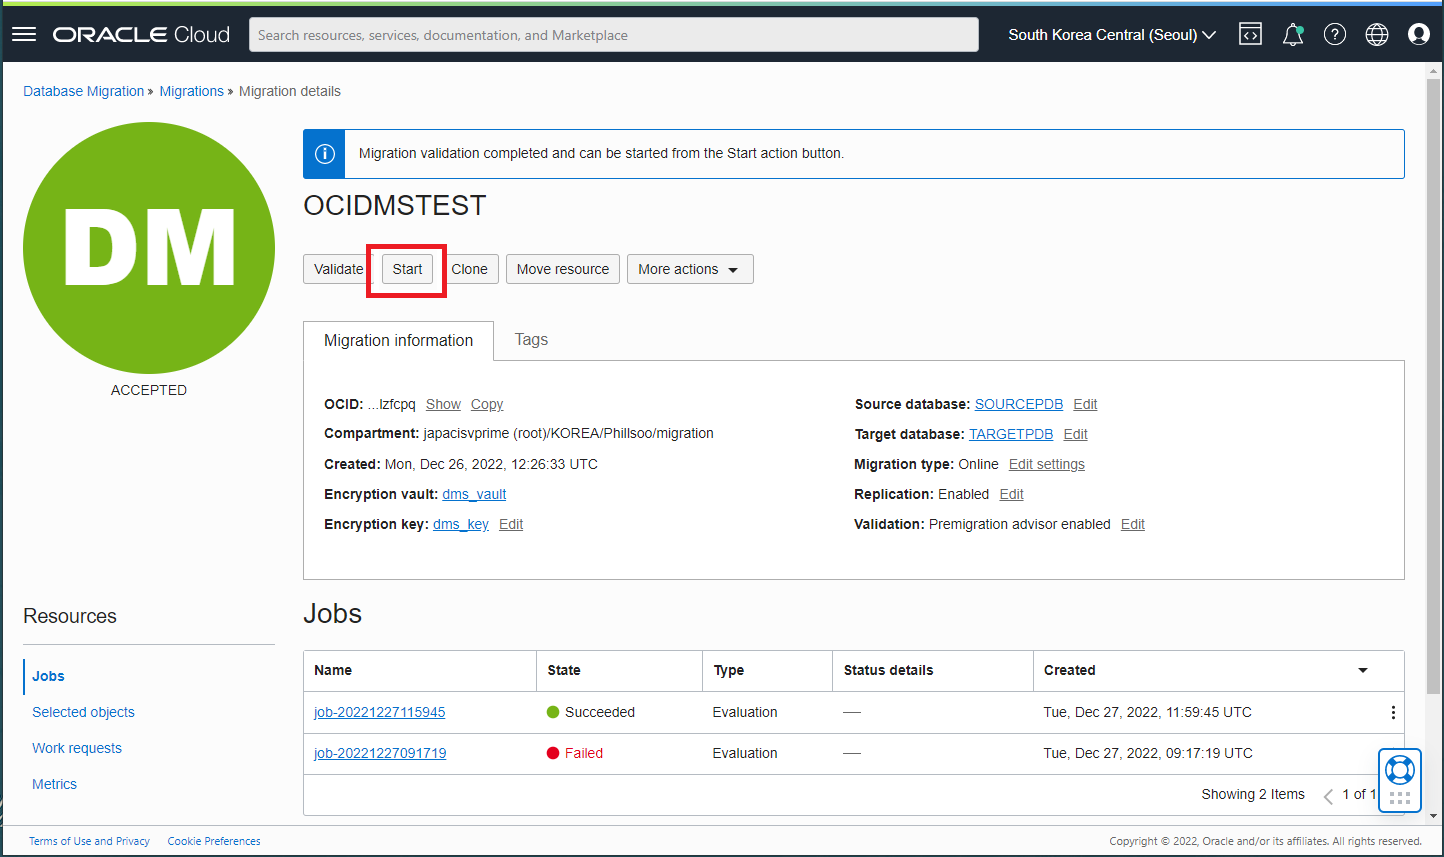 ORACLE Cloud
Search resources, services, documentation, and Marketplace
South Korea Central (Seoul)
Database Migration » Migrations » Migration details
DM
ACCEPTED
Migration validation completed and can be started from the Start action button.
OCIDMSTEST
Validate Start Clone Move resource More actions
Migration information Tags
OCID: ...lzfcpq Show Copy
Compartment: japacisvprime (root)/KOREA/Phillsoo/migration
Created: Mon, Dec 26, 2022, 12:26:33 UTC
Encryption vault: dms_vault
Encryption key: dms_key Edit
Source database: SOURCEPDB Edit
Target database: TARGETPDB Edit
Migration type: Online Edit settings
Replication: Enabled Edit
Validation: Premigration advisor enabled Edit
Resources
Jobs
Selected objects
Work requests
Metrics
Jobs
Name State Type Status details Created
job-20221227115945 Succeeded Evaluation — Tue, Dec 27, 2022, 11:59:45 UTC
job-20221227091719 Failed Evaluation — Tue, Dec 27, 2022, 09:17:19 UTC
Showing 2 Items 1 of 1
Terms of Use and Privacy Cookie Preferences
Copyright © 2022, Oracle and/or its affiliates. All rights reserved.